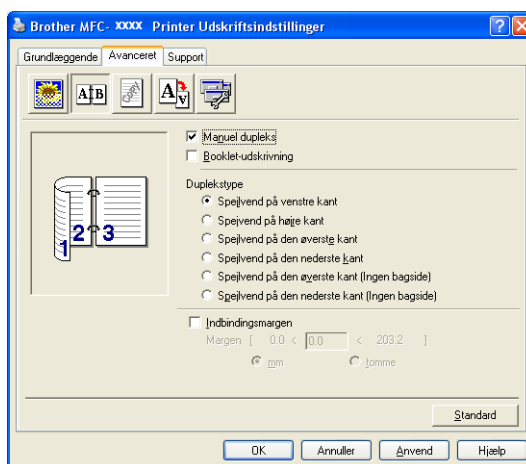 Brother MFC- XXXX Printer Udskriftsindstillinger
Grundlæggende Avanceret Support
A B
A A
Manuel dupleks
Booklet-udskrivning
1 2 3
Duplekstype
Spejlvend på venstre kant
Spejvend på højre kant
Spejlvend på den øverste kant
Spejlvend på den nederste kant
Spejlvend på den øverste kant (Ingen bagside)
Spejlvend på den nederste kant (Ingen bagside)
Indbindingsmargen
Margen [ 0.0 < 0.0 < 203.2 ]
mm tomme
Standard
OK Annuller Anvend Hjælp